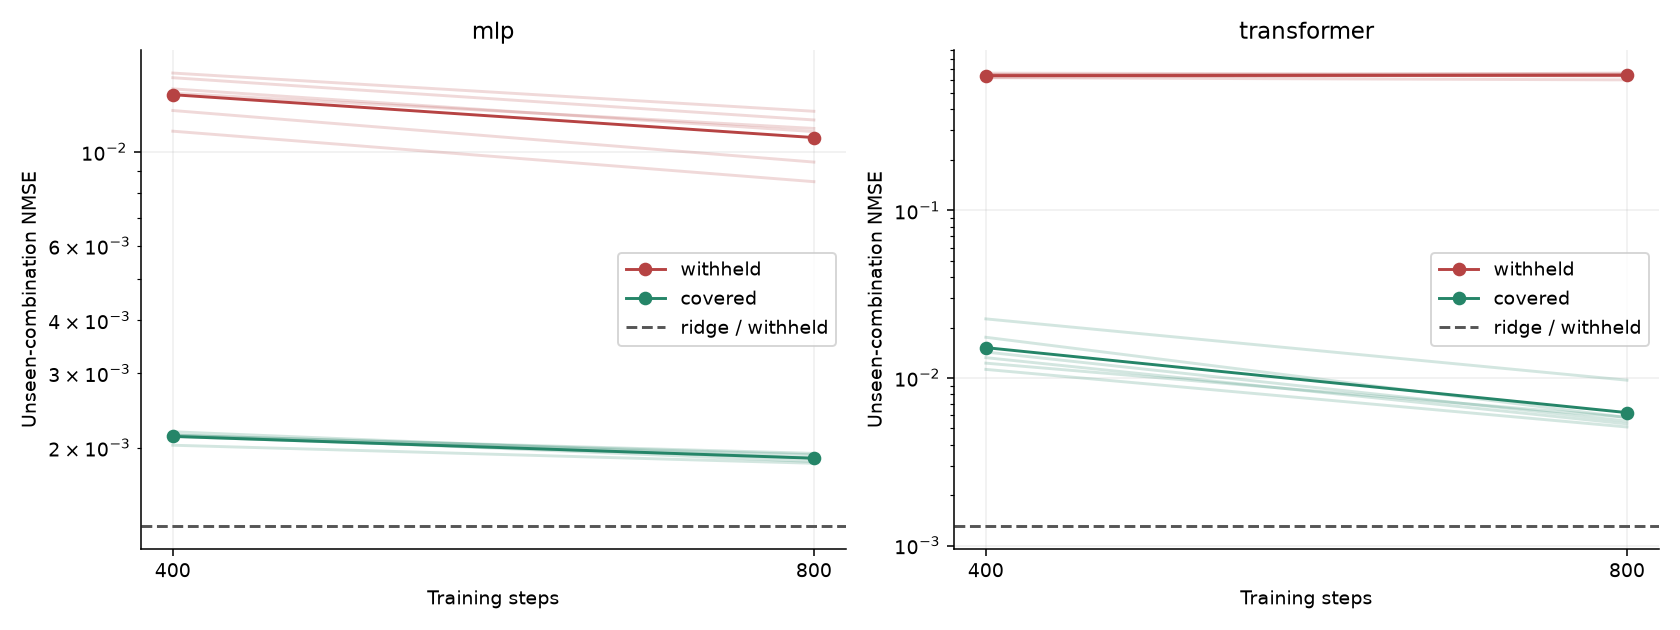 mlp
Unseen-combination NMSE
10⁻²
6 × 10⁻³
4 × 10⁻³
3 × 10⁻³
2 × 10⁻³
withheld
covered
ridge / withheld
400
800
Training steps
transformer
Unseen-combination NMSE
10⁻¹
10⁻²
10⁻³
withheld
covered
ridge / withheld
400
800
Training steps